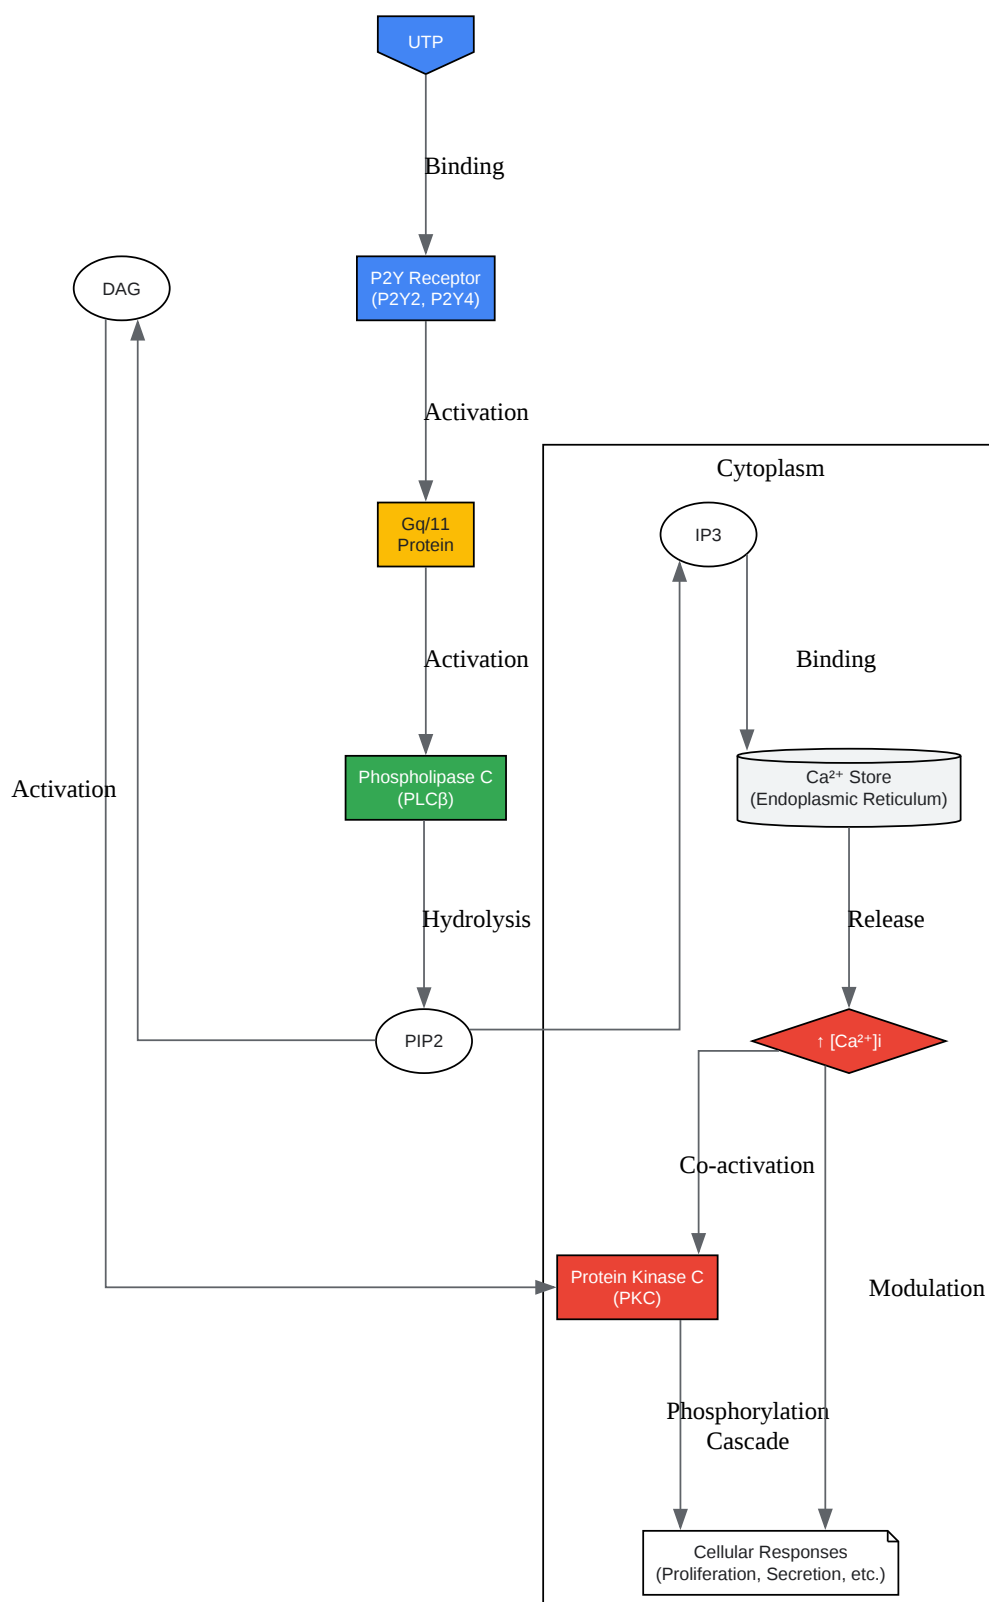 UTP
Binding
DAG
P2Y Receptor
(P2Y2, P2Y4)
Activation
Cytoplasm
Gq/11
Protein
IP3
Activation
Binding
Activation
Phospholipase C
(PLCβ)
Ca²⁺ Store
(Endoplasmic Reticulum)
Hydrolysis
Release
PIP2
↑ [Ca²⁺]i
Co-activation
Protein Kinase C
(PKC)
Modulation
Phosphorylation
Cascade
Cellular Responses
(Proliferation, Secretion, etc.)